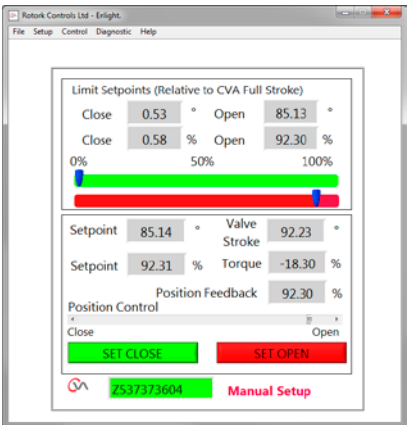 Rotork Controls Ltd - Enlight.
File Setup Control Diagnostic Help
Limit Setpoints (Relative to CVA Full Stroke)
Close 0.53 ° Open 85.13 °
Close 0.58 % Open 92.30 %
0% 50% 100%
Setpoint 85.14 ° Valve Stroke 92.23 °
Setpoint 92.31 % Torque -18.30 %
Position Feedback 92.30 %
Position Control
Close Open
SET CLOSE SET OPEN
Z537373604 Manual Setup